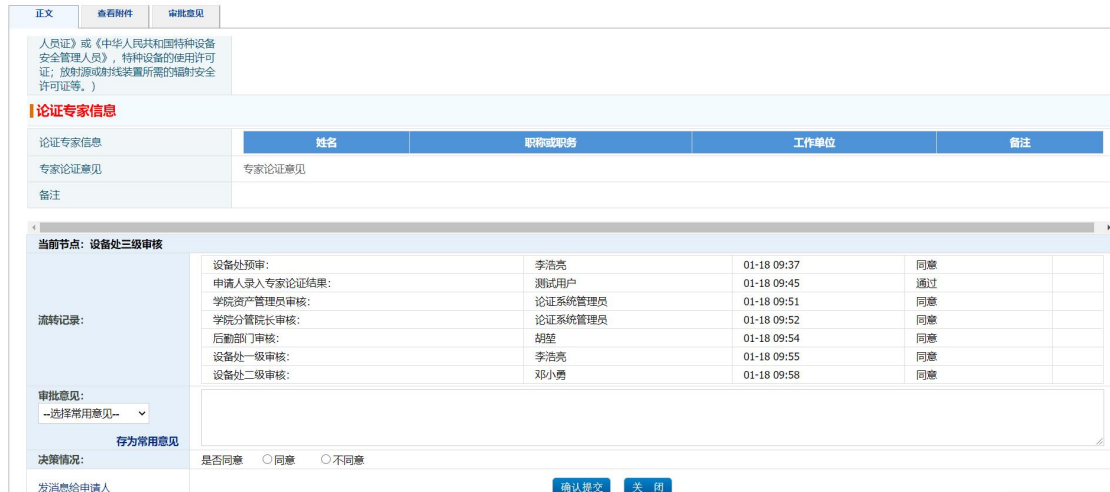 正文 查看附件 审批意见
人员证》或《中华人民共和国特种设备
安全管理人员》，特种设备的使用许可
证；放射源或射线装置所需的辐射安全
许可证等。）
论证专家信息
论证专家信息 姓名 职称或职务 工作单位 备注
专家论证意见 专家论证意见
备注
当前节点：设备处三级审核
流转记录：
设备处预审： 李浩亮 01-18 09:37 同意
申请人录入专家论证结果： 测试用户 01-18 09:45 通过
学院资产管理员审核： 论证系统管理员 01-18 09:51 同意
学院分管院长审核： 论证系统管理员 01-18 09:52 同意
后勤部门审核： 胡堃 01-18 09:54 同意
设备处一级审核： 李浩亮 01-18 09:55 同意
设备处二级审核： 邓小勇 01-18 09:58 同意
审批意见：
--选择常用意见--
存为常用意见
决策情况： 是否同意 同意 不同意
发消息给申请人 确认提交 关 闭